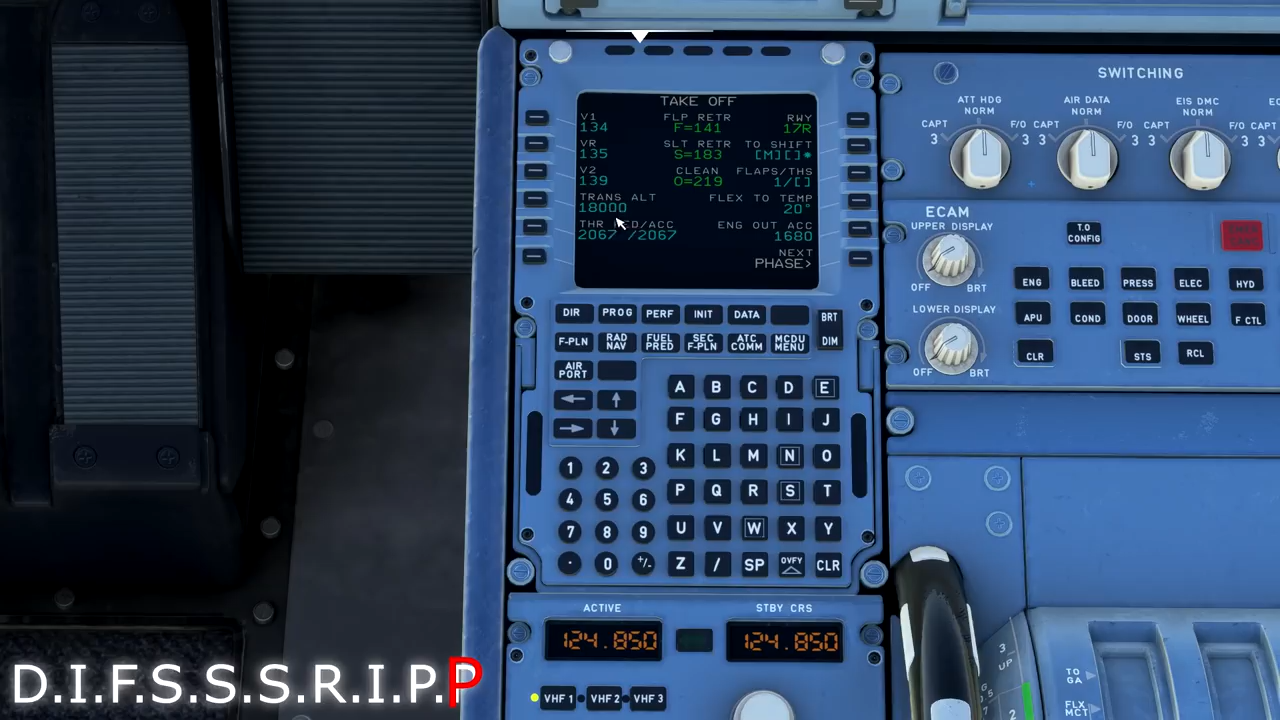 TAKE OFF
V1 FLP RETR RWY
134 F=141 17R
VR SLT RETR TO SHIFT
135 S=183 [M][]*
V2 CLEAN FLAPS/THS
139 O=219 1/[]
TRANS ALT FLEX TO TEMP
18000 20°
ENG OUT ACC
2067 /2067 1680
NEXT
PHASE>
DIR PROG PERF INIT DATA BRT
DIM
F-PLN RAD NAV FUEL PRED SEC F-PLN ATC COMM MCDU MENU
AIR PORT
← ↑
→ ↓
A B C D E
F G H I J
K L M N O
P Q R S T
U V W X Y
Z / SP OVFY CLR
1 2 3
4 5 6
7 8 9
. 0 +/-
ACTIVE STBY CRS
124.850 124.850
VHF 1 VHF 2 VHF 3
SWITCHING
ATT HDG AIR DATA EIS DMC
NORM NORM NORM
CAPT F/O CAPT F/O CAPT F/O
3 3 3 3 3 3
ECAM
UPPER DISPLAY
OFF BRT
LOWER DISPLAY
OFF BRT
T.O CONFIG
ENG BLEED PRESS ELEC HYD
APU COND DOOR WHEEL F CTL
CLR STS RCL
3
UP
2
TO
GA
FLX
MCT
D.I.F.S.S.S.R.I.P.P